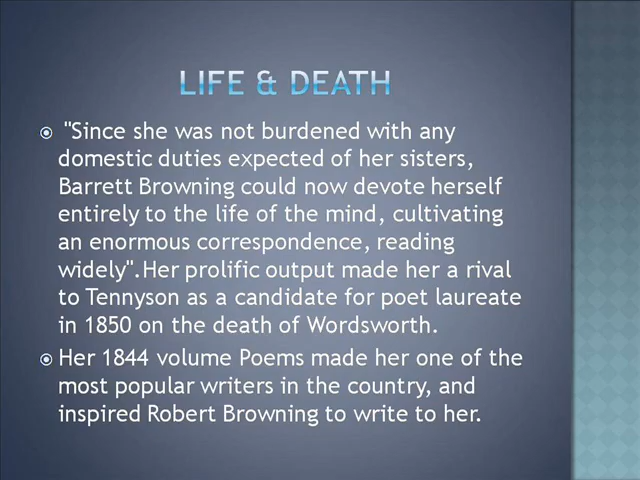 LIFE & DEATH
"Since she was not burdened with any
domestic duties expected of her sisters,
Barrett Browning could now devote herself
entirely to the life of the mind, cultivating
an enormous correspondence, reading
widely".Her prolific output made her a rival
to Tennyson as a candidate for poet laureate
in 1850 on the death of Wordsworth.
Her 1844 volume Poems made her one of the
most popular writers in the country, and
inspired Robert Browning to write to her.